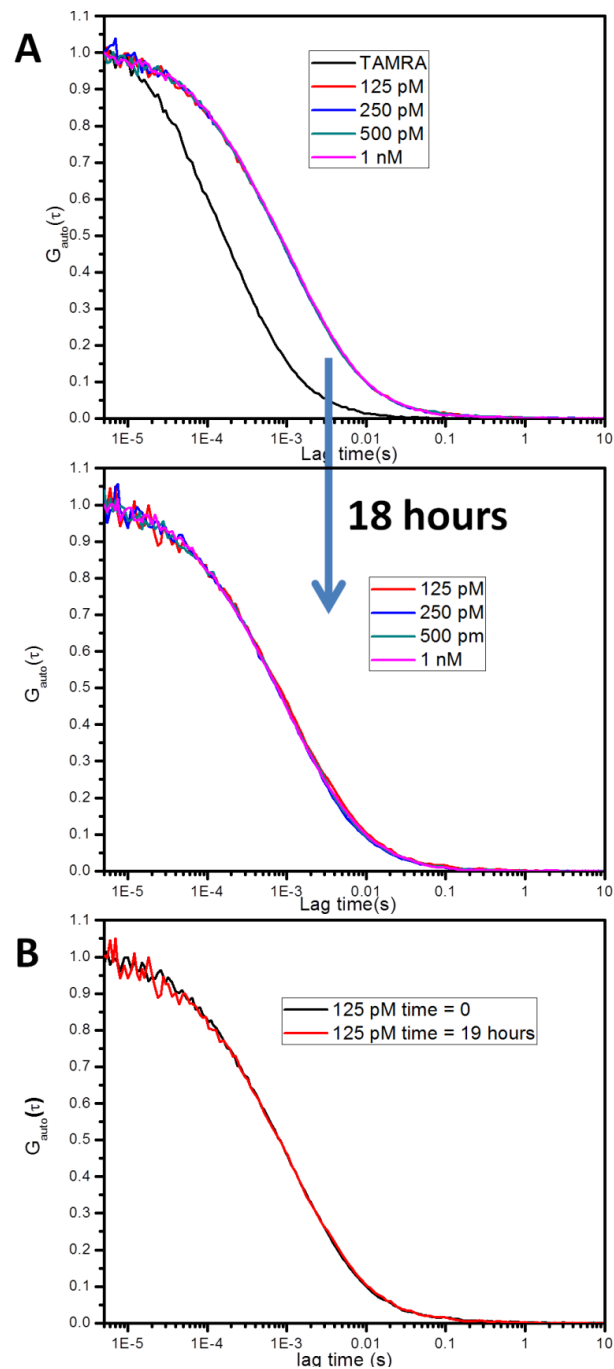 A
1.1
1.0
0.9
0.8
0.7
0.6
0.5
0.4
0.3
0.2
0.1
0.0
G_auto(τ)
TAMRA
125 pM
250 pM
500 pM
1 nM
1E-5 1E-4 1E-3 0.01 0.1 1 10
Lag time(s)
18 hours
1.1
1.0
0.9
0.8
0.7
0.6
0.5
0.4
0.3
0.2
0.1
0.0
G_auto(τ)
125 pM
250 pM
500 pm
1 nM
1E-5 1E-4 1E-3 0.01 0.1 1 10
Lag time(s)
B
1.1
1.0
0.9
0.8
0.7
0.6
0.5
0.4
0.3
0.2
0.1
0.0
G_auto(τ)
125 pM time = 0
125 pM time = 19 hours
1E-5 1E-4 1E-3 0.01 0.1 1 10
lag time (s)